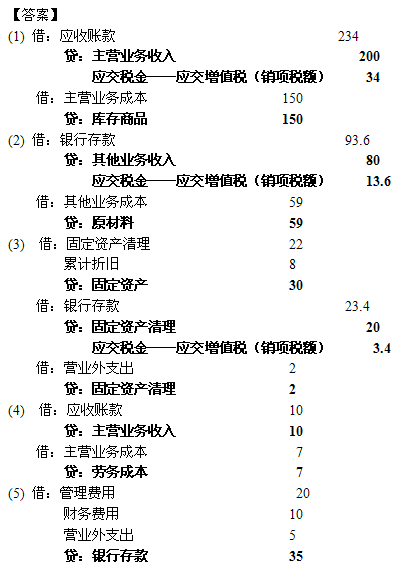 【答案】
(1) 借：应收账款 234
贷：主营业务收入 200
应交税金——应交增值税（销项税额） 34
借：主营业务成本 150
贷：库存商品 150
(2) 借：银行存款 93.6
贷：其他业务收入 80
应交税金——应交增值税（销项税额） 13.6
借：其他业务成本 59
贷：原材料 59
(3) 借：固定资产清理 22
累计折旧 8
贷：固定资产 30
借：银行存款 23.4
贷：固定资产清理 20
应交税金——应交增值税（销项税额） 3.4
借：营业外支出 2
贷：固定资产清理 2
(4) 借：应收账款 10
贷：主营业务收入 10
借：主营业务成本 7
贷：劳务成本 7
(5) 借：管理费用 20
财务费用 10
营业外支出 5
贷：银行存款 35